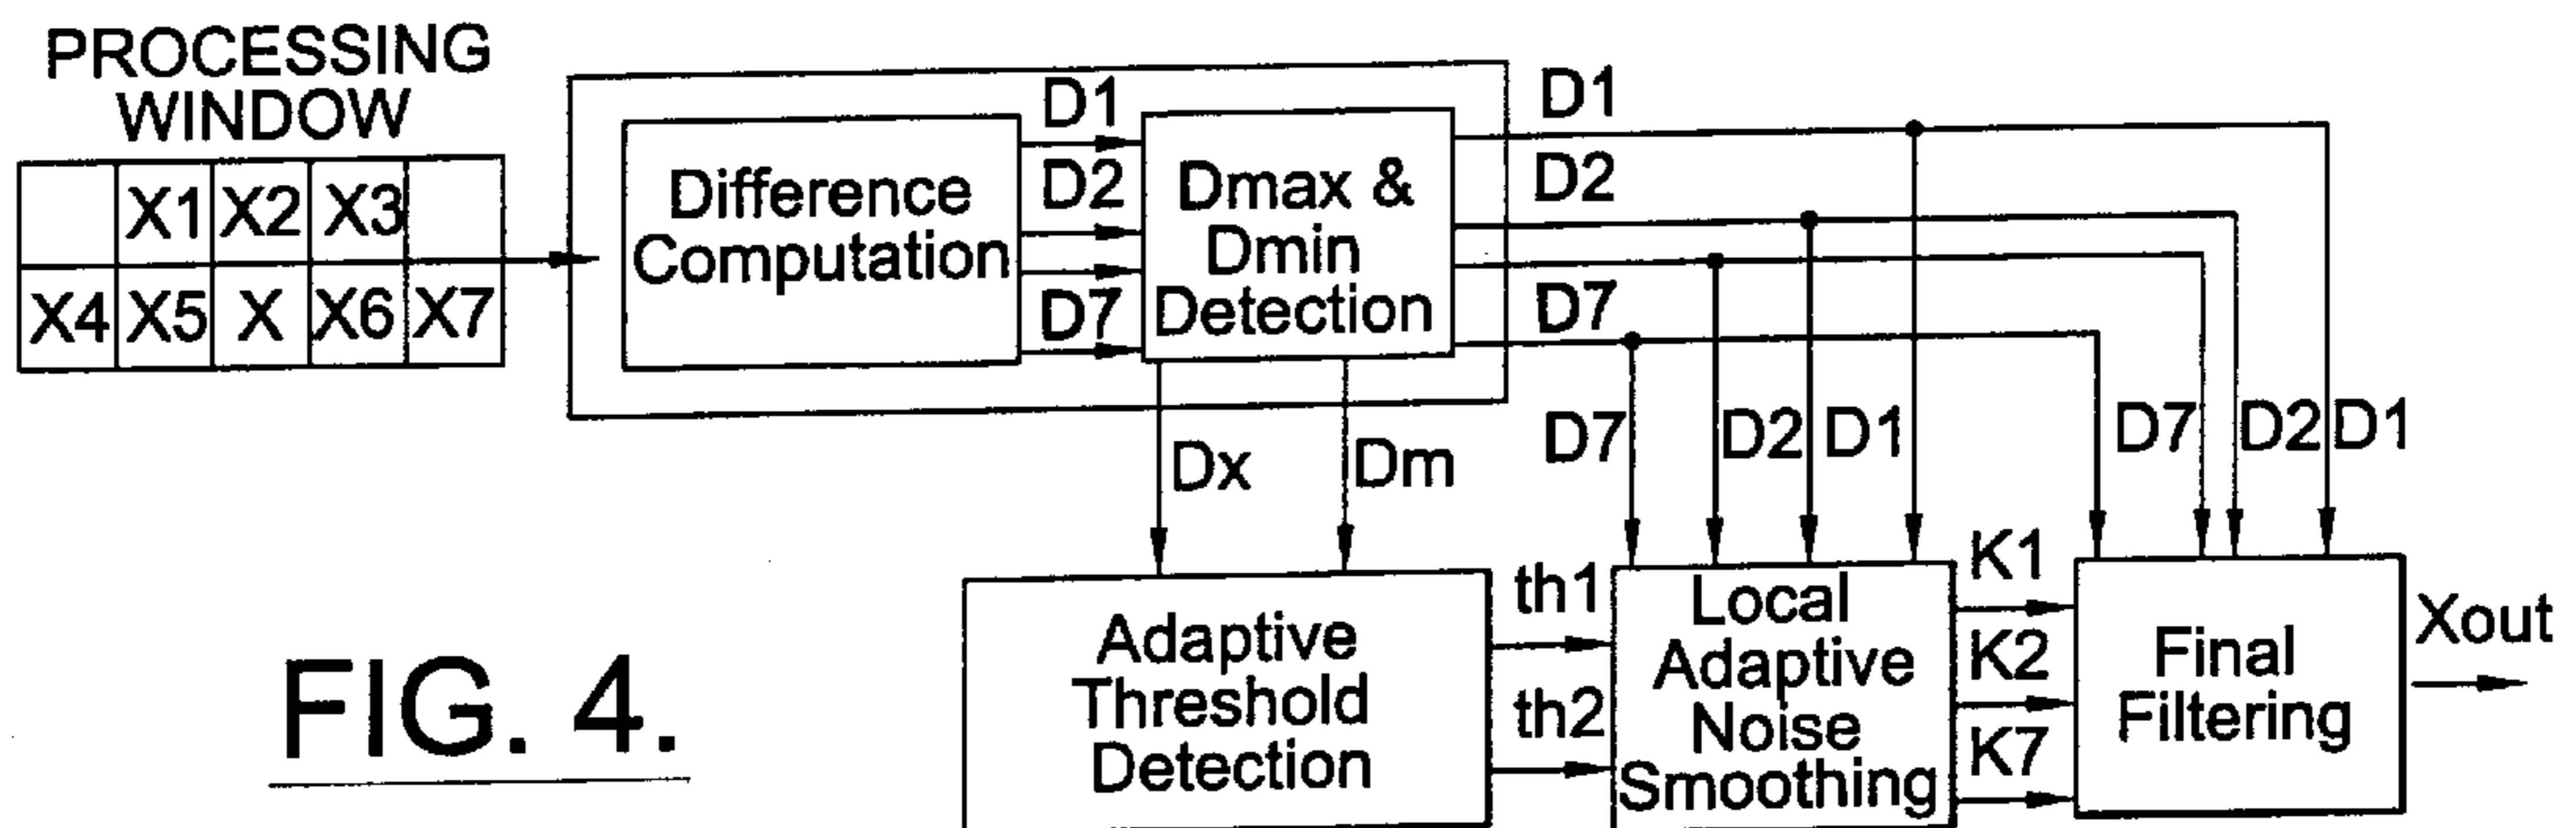 PROCESSING
WINDOW
X1 X2 X3
X4 X5 X X6 X7
Difference
Computation
D1
D2
D7
Dmax &
Dmin
Detection
D1
D2
D7
Dx
Dm
D7 D2 D1
D7 D2 D1
Adaptive
Threshold
Detection
th1
th2
Local
Adaptive
Noise
Smoothing
K1
K2
K7
Final
Filtering
Xout
FIG. 4.